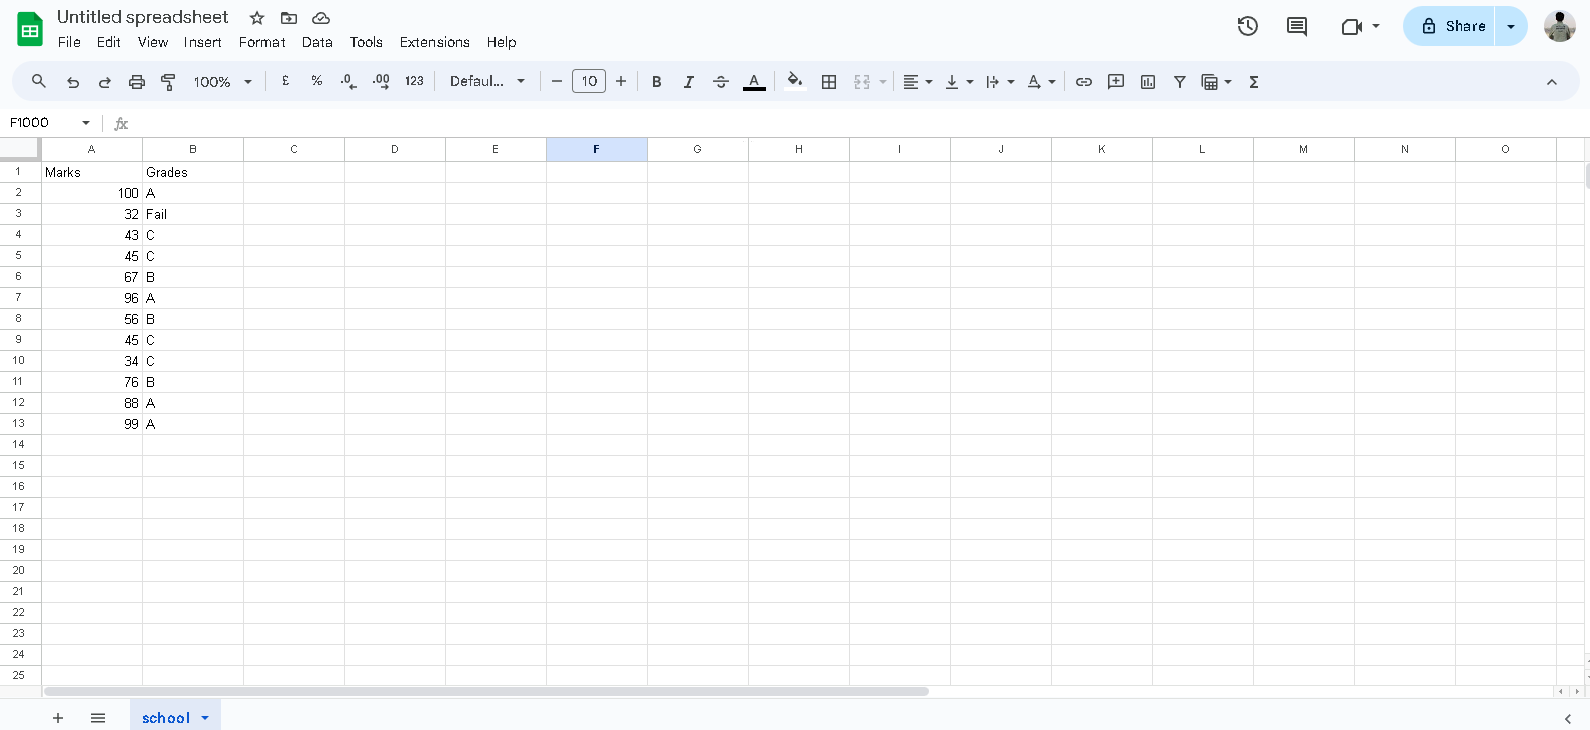 Untitled spreadsheet
File Edit View Insert Format Data Tools Extensions Help
Share
100% £ % .0 .00 123 Defaul... 10 B I A Σ
F1000 fx
A B C D E F G H I J K L M N O
1 Marks Grades
2 100 A
3 32 Fail
4 43 C
5 45 C
6 67 B
7 96 A
8 56 B
9 45 C
10 34 C
11 76 B
12 88 A
13 99 A
14
15
16
17
18
19
20
21
22
23
24
25
school